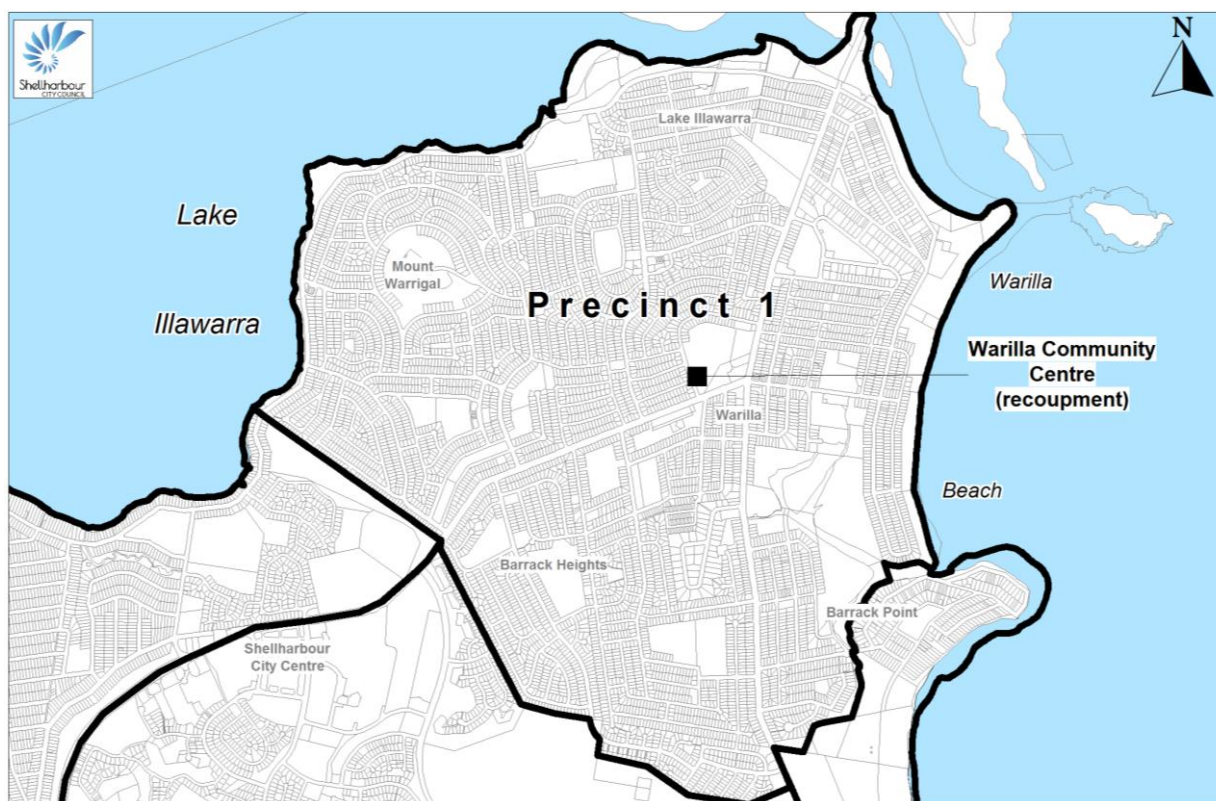 Shellharbour
CITY COUNCIL
N
Lake Illawarra
Lake
Mount
Warrigal
Warilla
Precinct 1
Illawarra
Warilla Community
Centre
(recoupment)
Warilla
Beach
Barrack Heights
Barrack Point
Shellharbour
City Centre